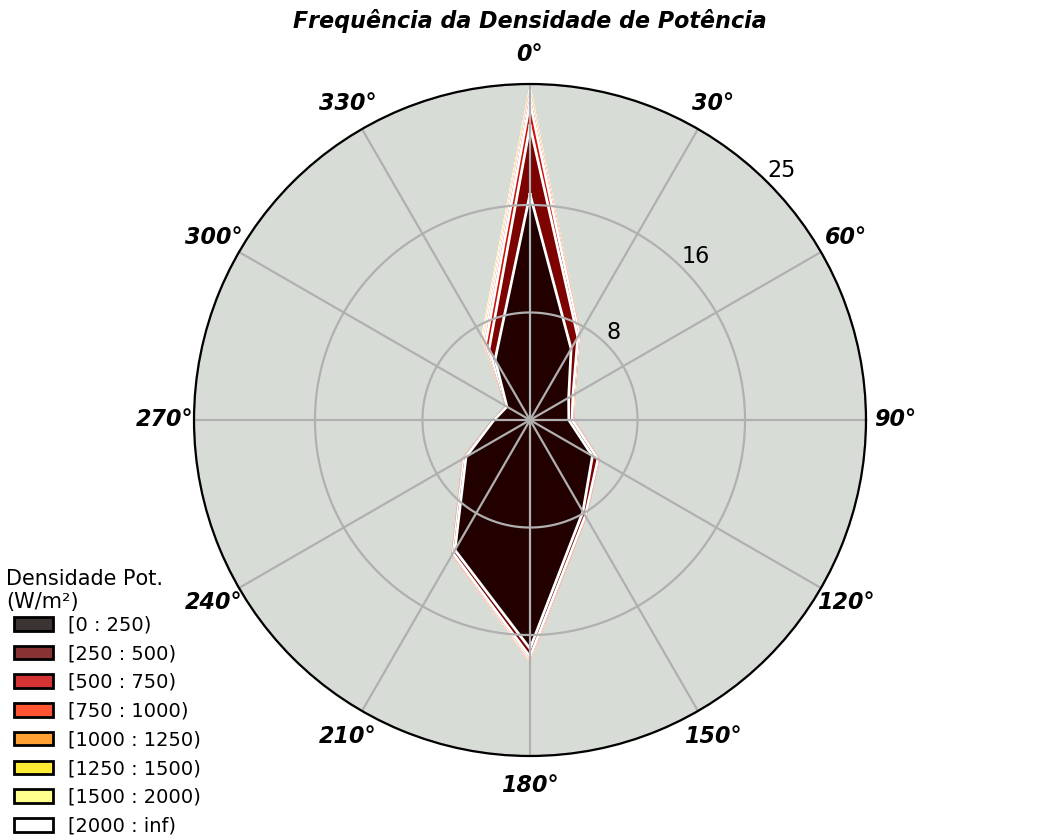 Frequência da Densidade de Potência
0°
330°
30°
25
300°
60°
16
8
270°
90°
240°
120°
210°
150°
180°
Densidade Pot.
(W/m²)
[0 : 250)
[250 : 500)
[500 : 750)
[750 : 1000)
[1000 : 1250)
[1250 : 1500)
[1500 : 2000)
[2000 : inf)